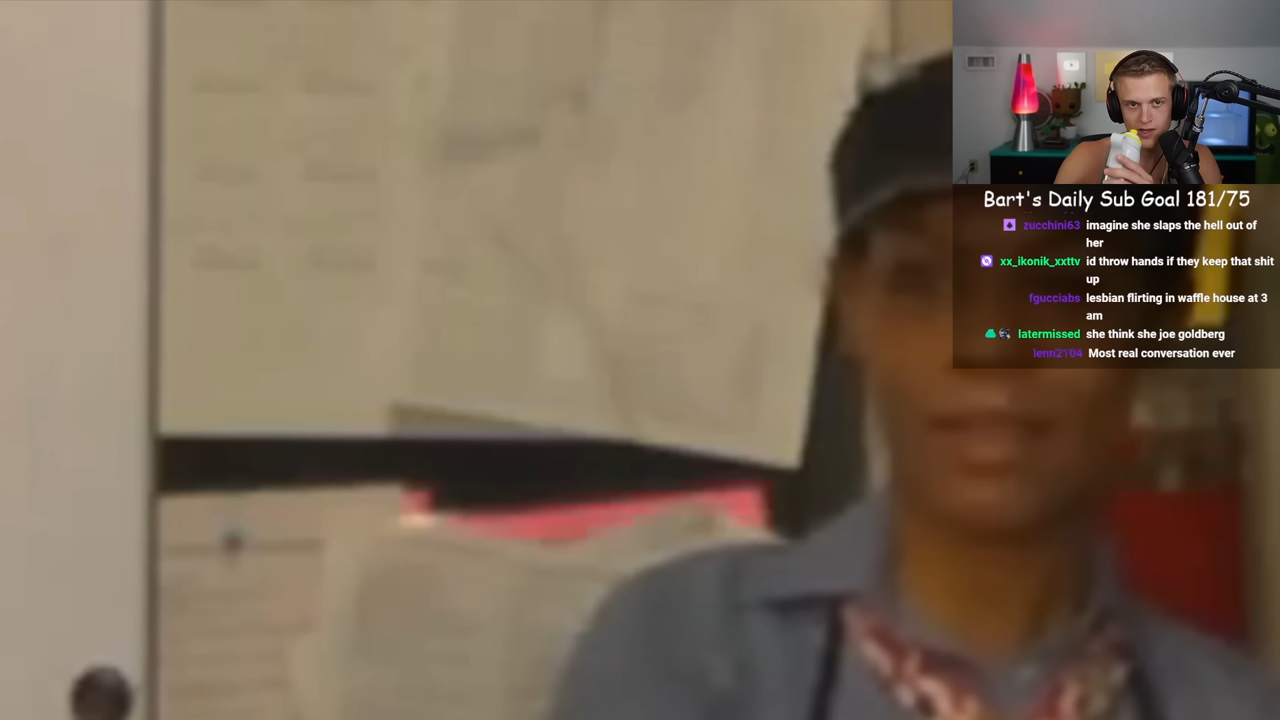 Bart's Daily Sub Goal 181/75
zucchini63 imagine she slaps the hell out of
her
xx_ikonik_xxttv id throw hands if they keep that shit
up
fgucciabs lesbian flirting in waffle house at 3
am
latermissed she think she joe goldberg
lenn2104 Most real conversation ever